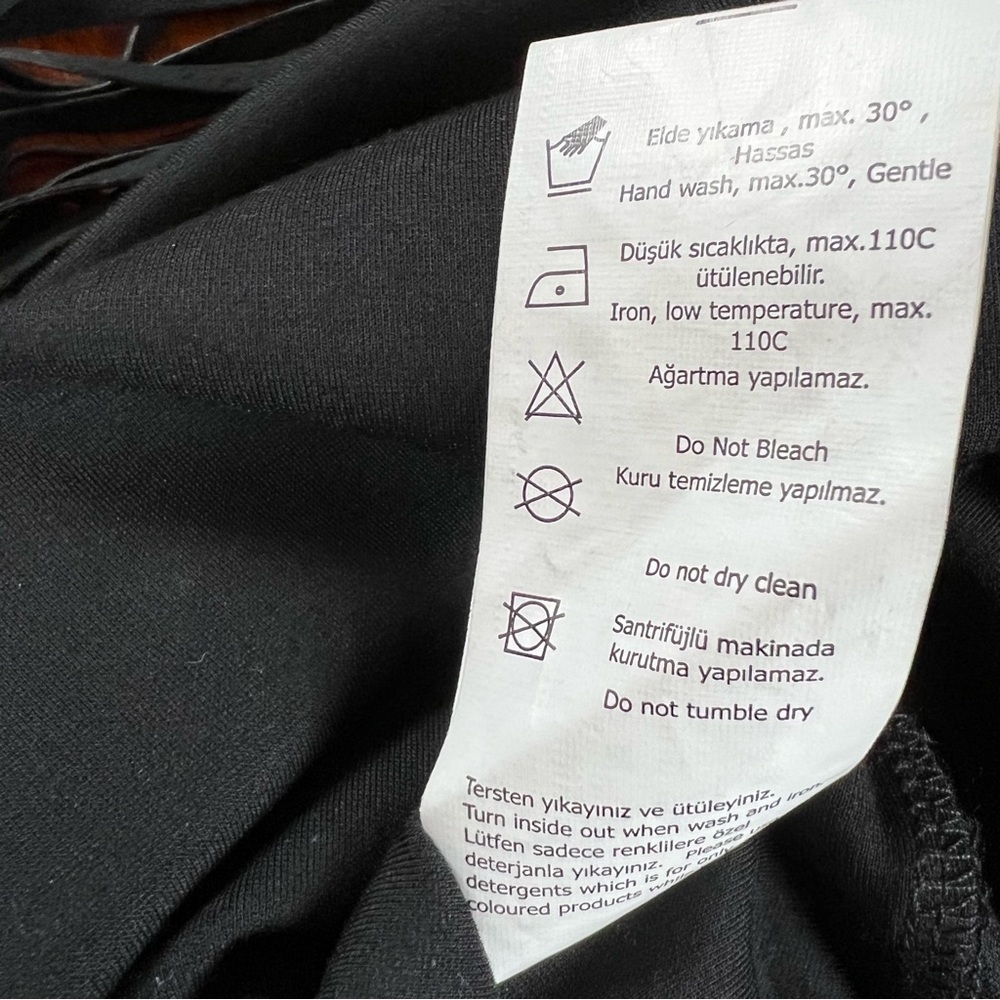 Elde yıkama , max. 30° ,
Hassas
Hand wash, max.30°, Gentle
Düşük sıcaklıkta, max.110C
ütülenebilir.
Iron, low temperature, max.
110C
Ağartma yapılamaz.
Do Not Bleach
Kuru temizleme yapılmaz.
Do not dry clean
Santrifüjlü makinada
kurutma yapılamaz.
Do not tumble dry
Tersten yıkayınız ve ütüleyiniz.
Turn inside out when wash and iron
Lütfen sadece renklilere özel
deterjanla yıkayınız. Please
detergents which is for only
coloured products